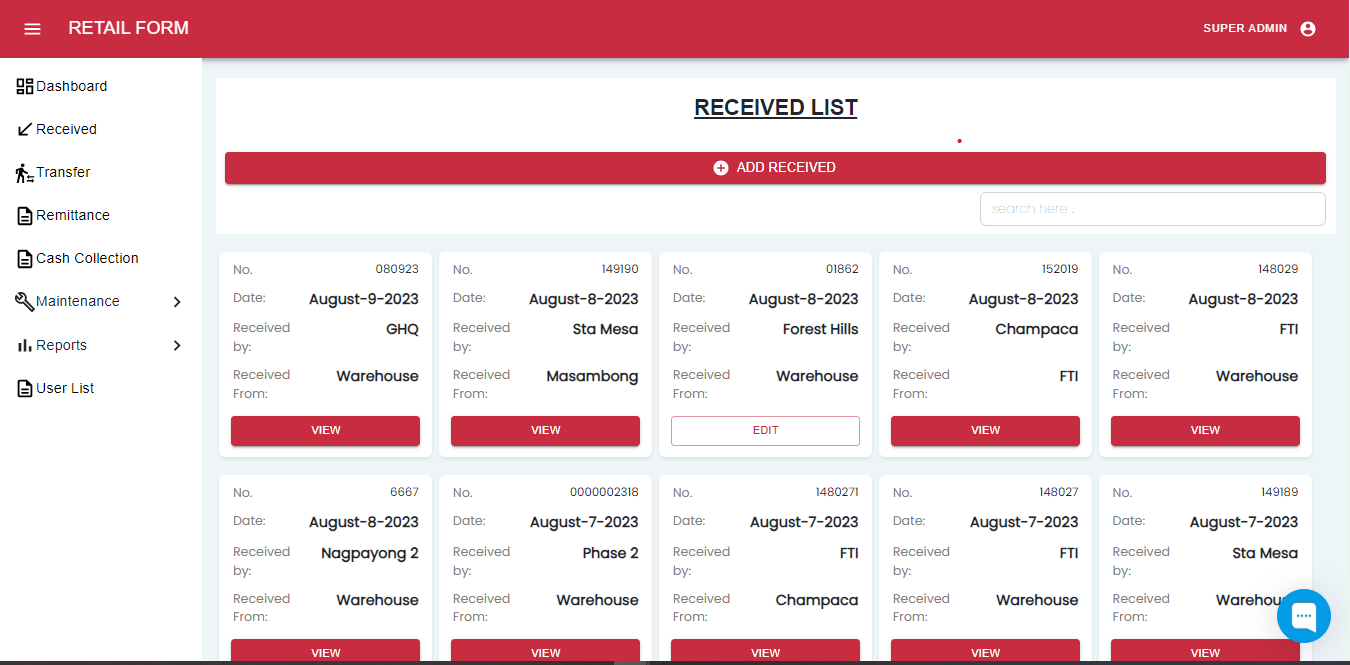 RETAIL FORM
SUPER ADMIN
Dashboard
Received
Transfer
Remittance
Cash Collection
Maintenance
Reports
User List
RECEIVED LIST
ADD RECEIVED
search here ..
No. 080923
Date: August-9-2023
Received by: GHQ
Received From: Warehouse
VIEW
No. 149190
Date: August-8-2023
Received by: Sta Mesa
Received From: Masambong
VIEW
No. 01862
Date: August-8-2023
Received by: Forest Hills
Received From: Warehouse
EDIT
No. 152019
Date: August-8-2023
Received by: Champaca
Received From: FTI
VIEW
No. 148029
Date: August-8-2023
Received by: FTI
Received From: Warehouse
VIEW
No. 6667
Date: August-8-2023
Received by: Nagpayong 2
Received From: Warehouse
VIEW
No. 0000002318
Date: August-7-2023
Received by: Phase 2
Received From: Warehouse
VIEW
No. 1480271
Date: August-7-2023
Received by: FTI
Received From: Champaca
VIEW
No. 148027
Date: August-7-2023
Received by: FTI
Received From: Warehouse
VIEW
No. 149189
Date: August-7-2023
Received by: Sta Mesa
Received From: Warehou
VIEW